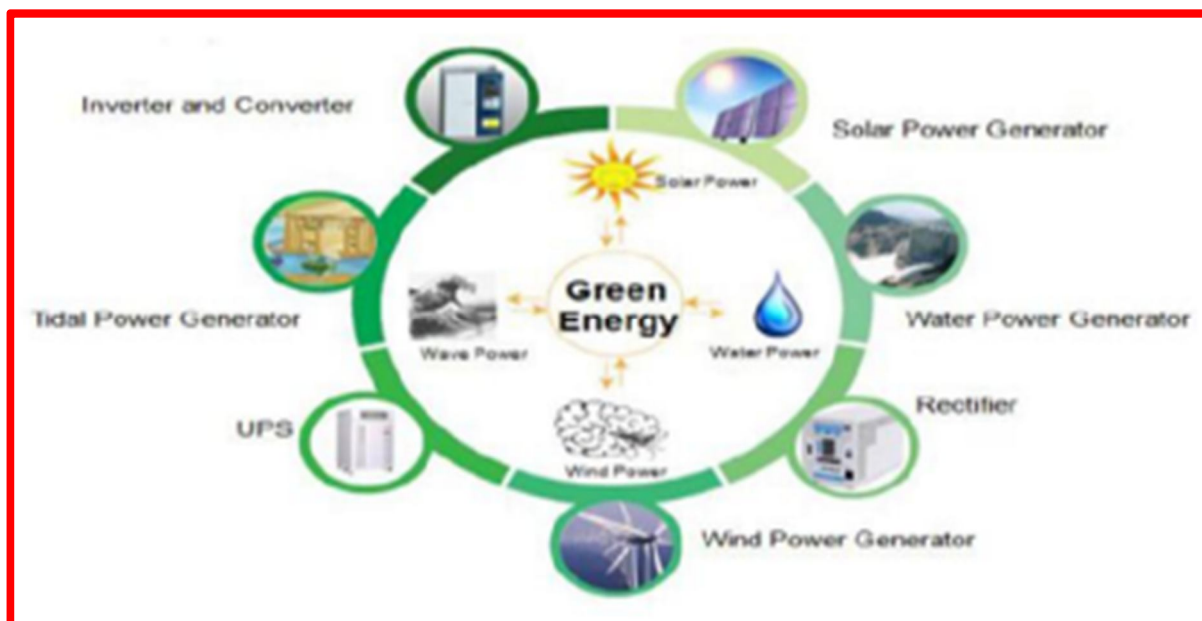 Inverter and Converter
Solar Power Generator
Solar Power
Green
Energy
Wave Power
Water Power
Tidal Power Generator
Water Power Generator
UPS
Rectifier
Wind Power
Wind Power Generator